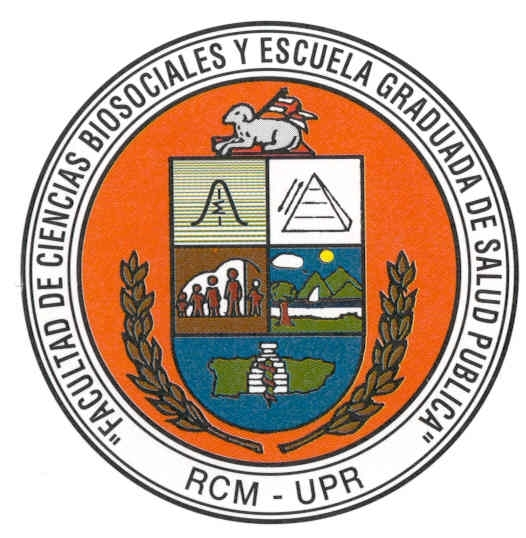 "FACULTAD DE CIENCIAS BIOSOCIALES Y ESCUELA GRADUADA DE SALUD PUBLICA"
RCM - UPR